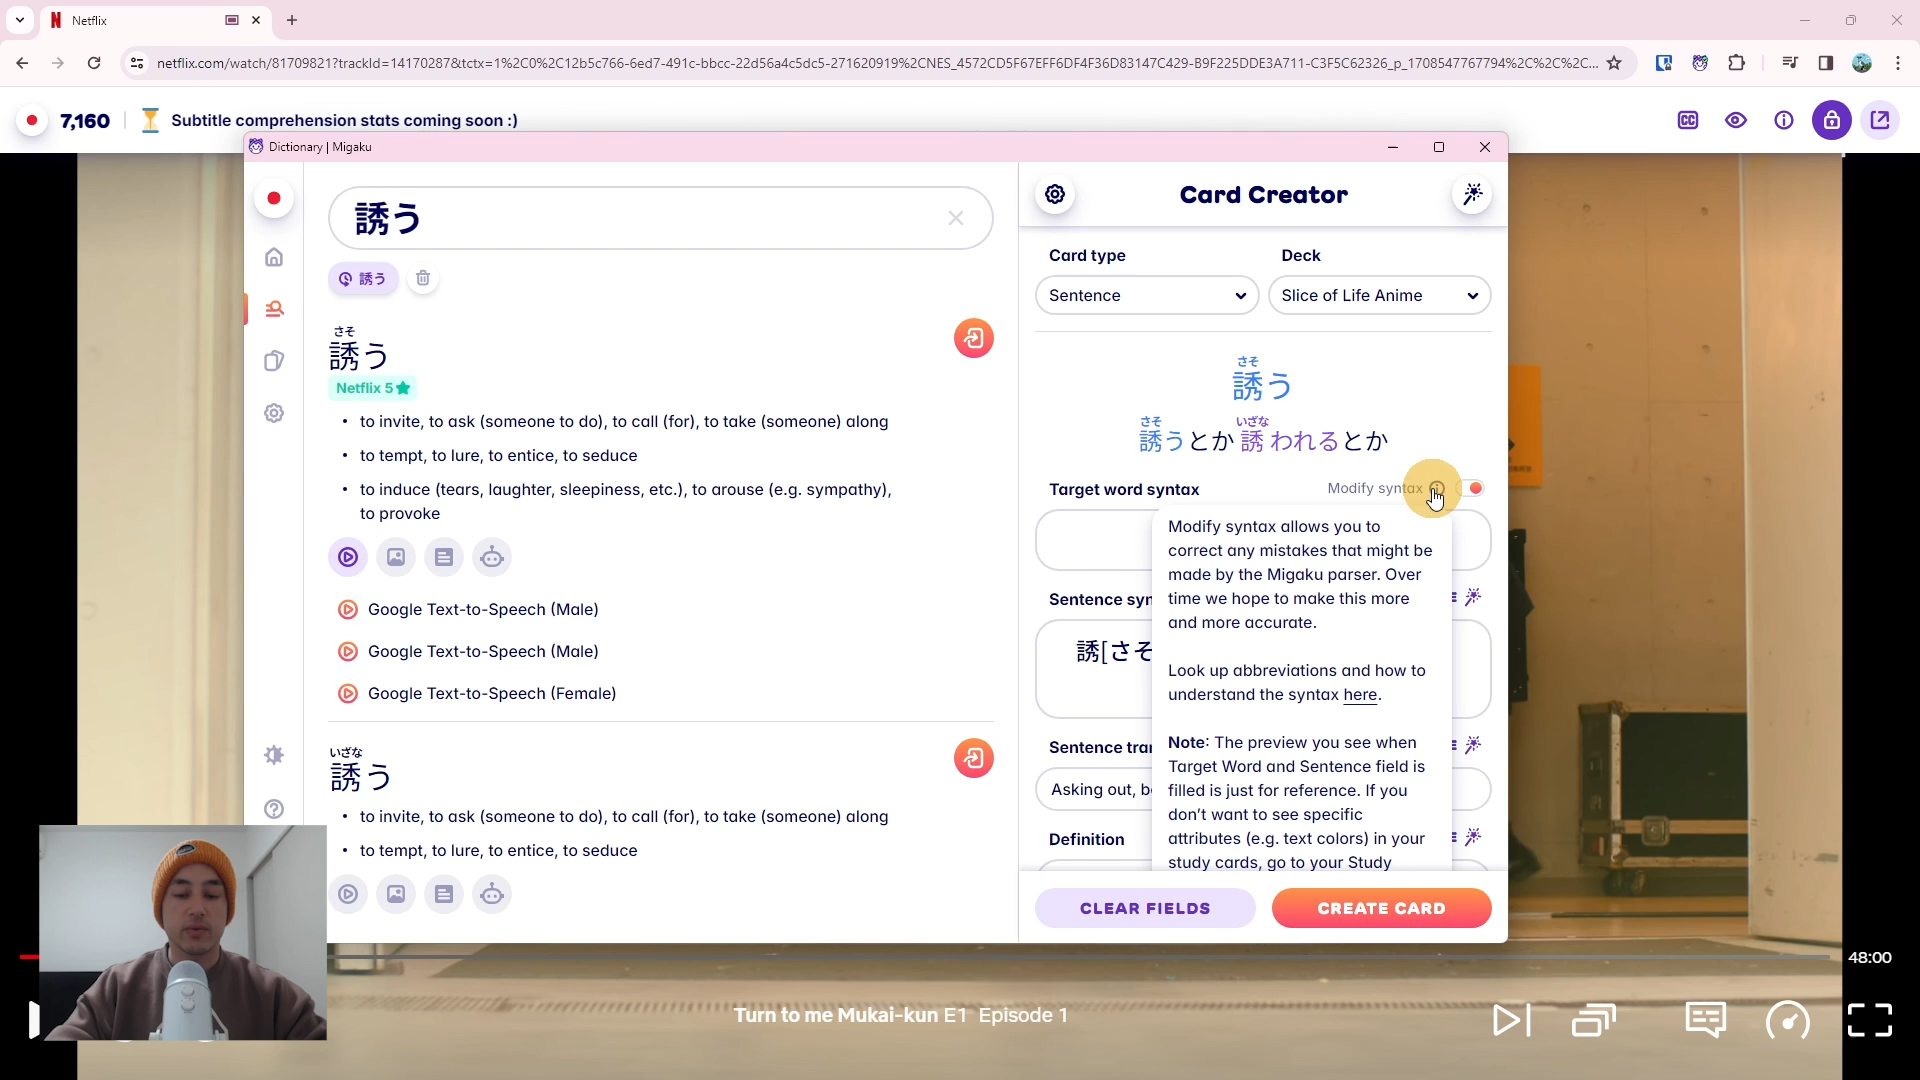 Netflix
netflix.com/watch/81709821?trackId=14170287&tctx=1%2C0%2C12b5c766-6ed7-491c-bbcc-22d56a4c5dc5-271620919%2CNES_4572CD5F67EFF6DF4F36D83147C429-B9F225DDE3A711-C3F5C62326_p_1708547767794%2C%2C%2C...
7,160
Subtitle comprehension stats coming soon :)
CC
Dictionary | Migaku
誘う
誘う
さそ
誘う
Netflix 5★
• to invite, to ask (someone to do), to call (for), to take (someone) along
• to tempt, to lure, to entice, to seduce
• to induce (tears, laughter, sleepiness, etc.), to arouse (e.g. sympathy),
to provoke
Google Text-to-Speech (Male)
Google Text-to-Speech (Male)
Google Text-to-Speech (Female)
いざな
誘う
• to invite, to ask (someone to do), to call (for), to take (someone) along
• to tempt, to lure, to entice, to seduce
Card Creator
Card type
Deck
Sentence
Slice of Life Anime
さそ
誘う
さそ いざな
誘うとか 誘われるとか
Target word syntax
Modify syntax
Modify syntax allows you to
correct any mistakes that might be
made by the Migaku parser. Over
time we hope to make this more
and more accurate.
Look up abbreviations and how to
understand the syntax here.
Note: The preview you see when
Target Word and Sentence field is
filled is just for reference. If you
don't want to see specific
attributes (e.g. text colors) in your
study cards, go to your Study
Sentence
誘[さそ
Sentence
Asking out,
Definition
CLEAR FIELDS
CREATE CARD
48:00
Turn to me Mukai-kun E1 Episode 1